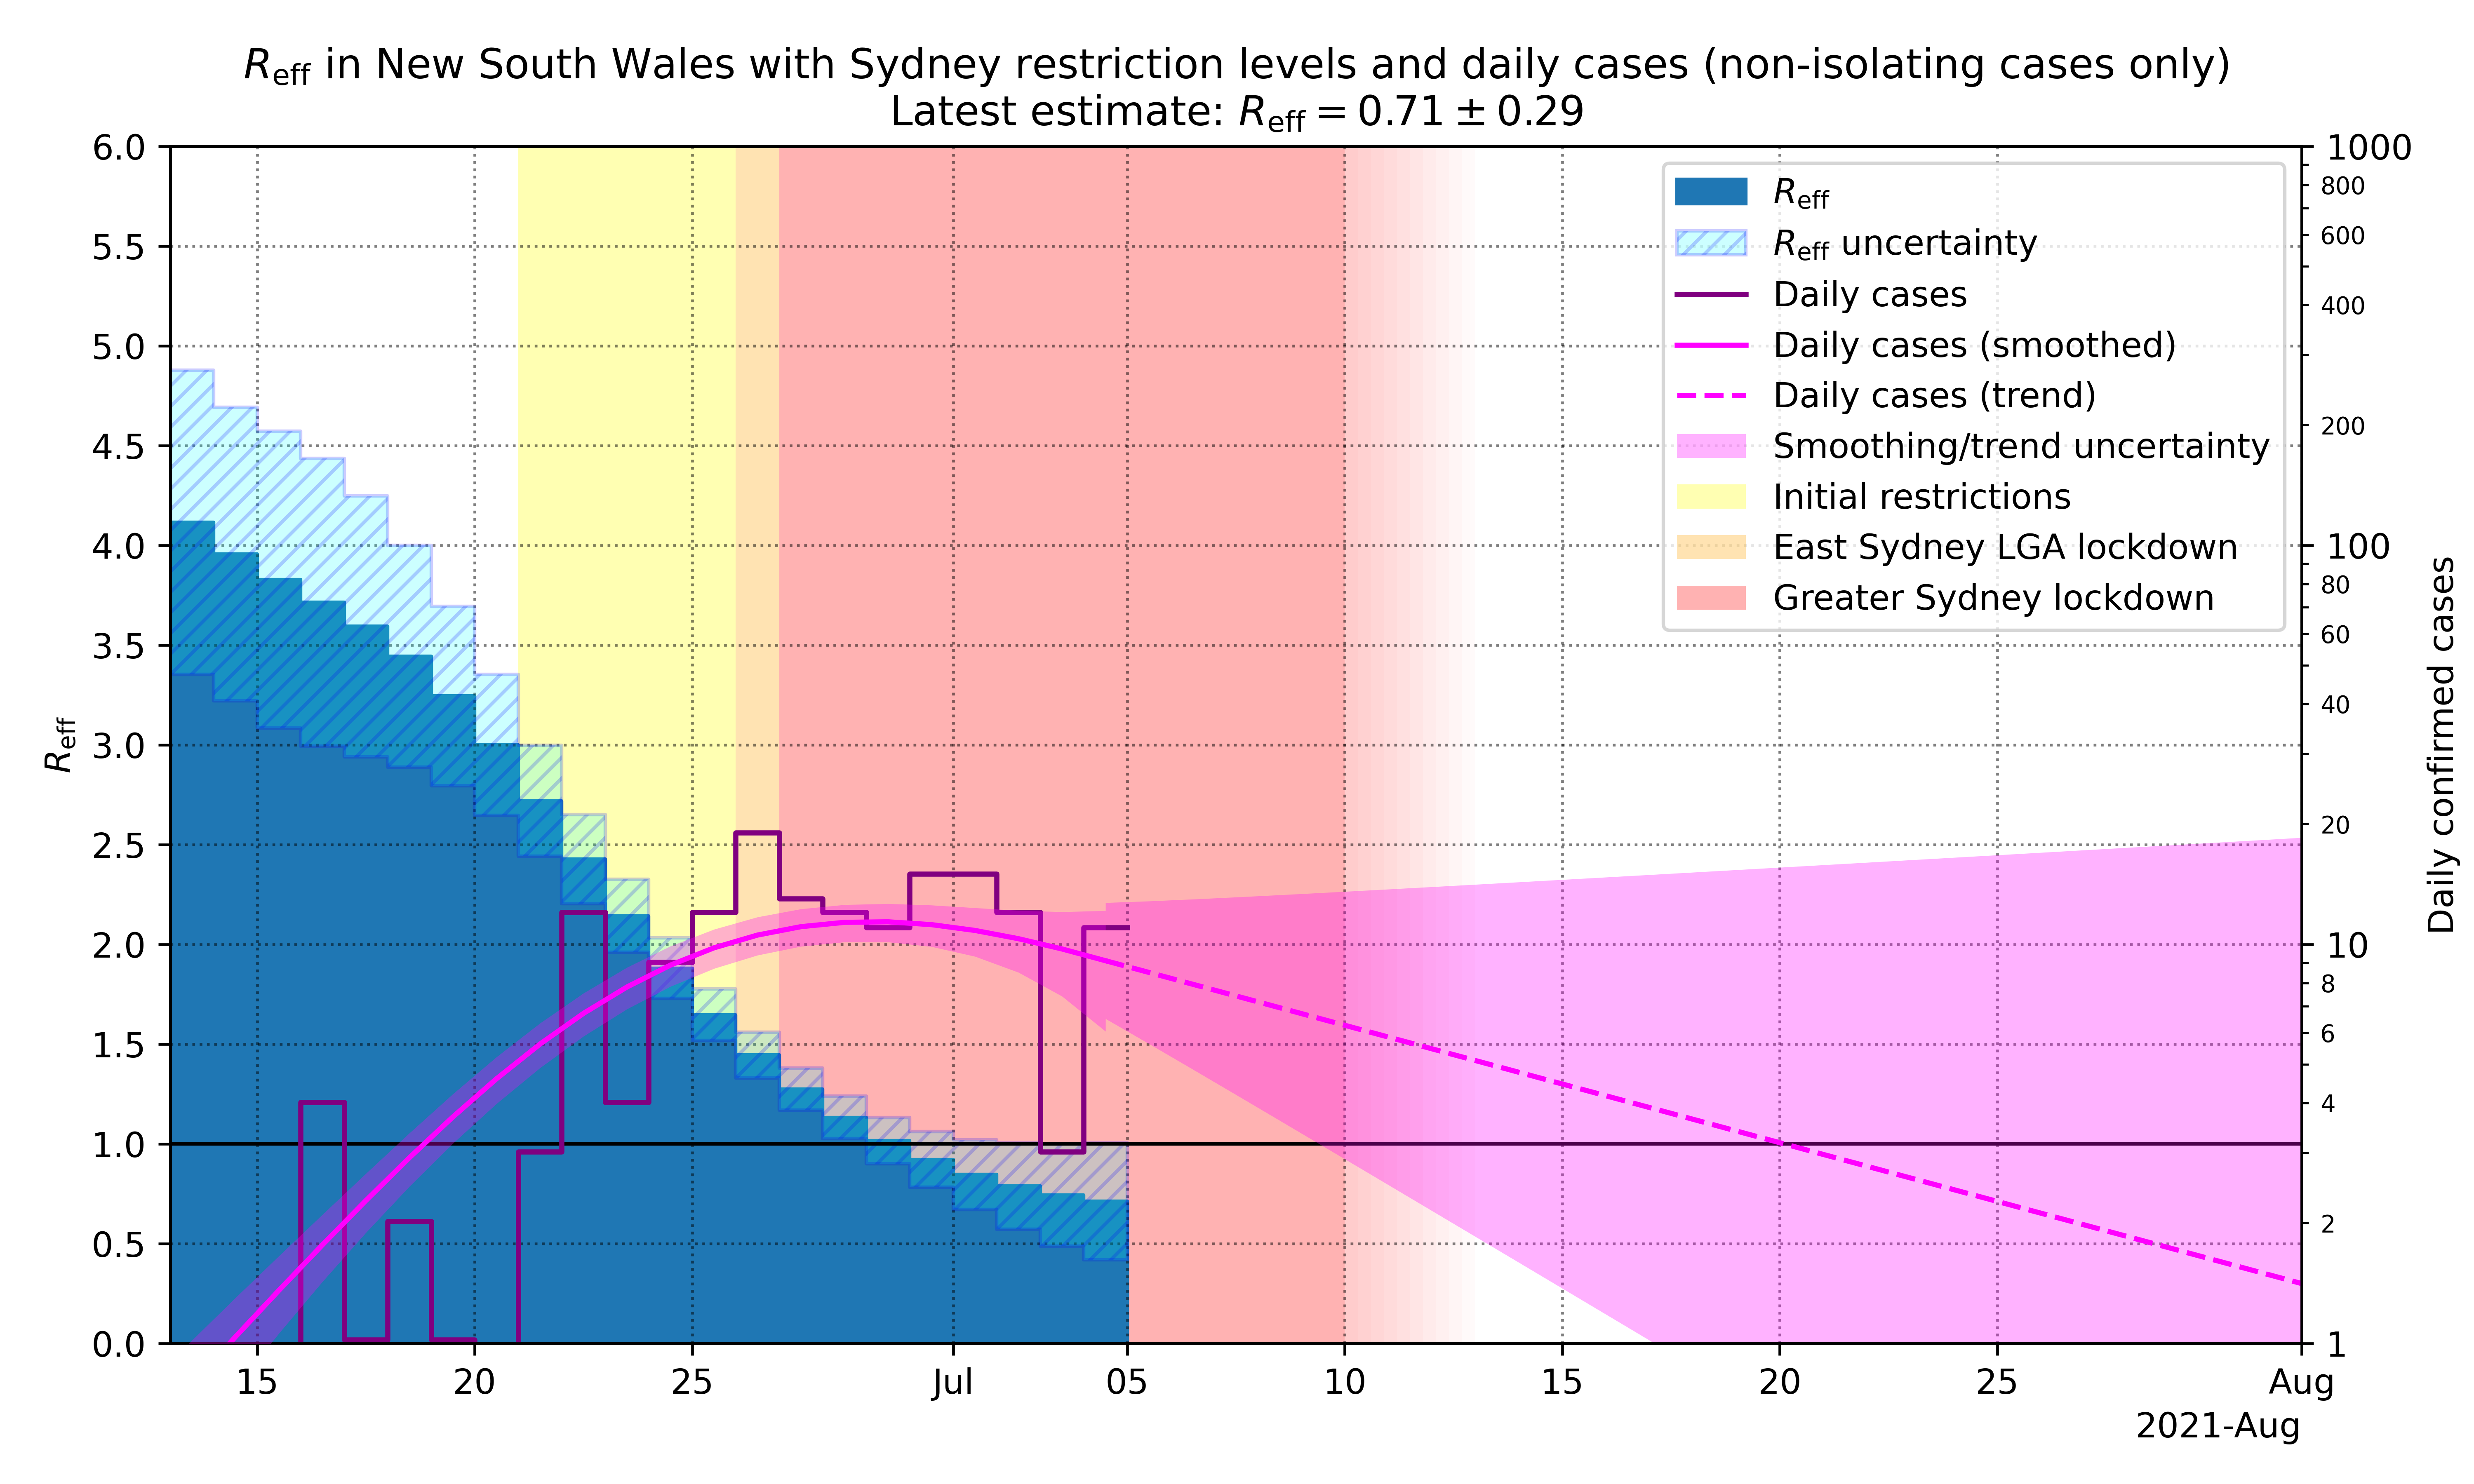 Reff in New South Wales with Sydney restriction levels and daily cases (non-isolating cases only)
Latest estimate: Reff = 0.71 ± 0.29
6.0
5.5
5.0
4.5
4.0
3.5
3.0
2.5
2.0
1.5
1.0
0.5
0.0
Reff
1000
800
600
400
200
100
80
60
40
20
10
8
6
4
2
1
Daily confirmed cases
Reff
Reff uncertainty
Daily cases
Daily cases (smoothed)
Daily cases (trend)
Smoothing/trend uncertainty
Initial restrictions
East Sydney LGA lockdown
Greater Sydney lockdown
15 20 25 Jul 05 10 15 20 25 Aug
2021-Aug